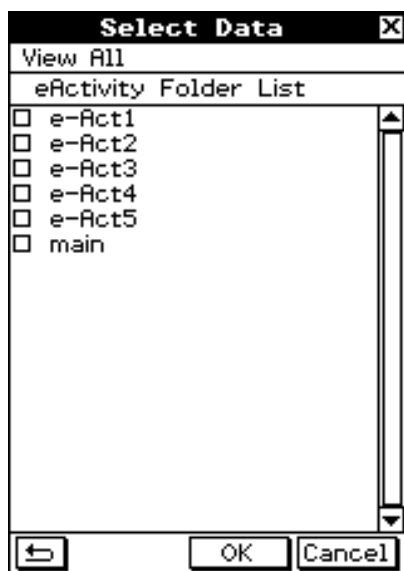 Select Data
View All
eActivity Folder List
e-Act1
e-Act2
e-Act3
e-Act4
e-Act5
main
OK Cancel